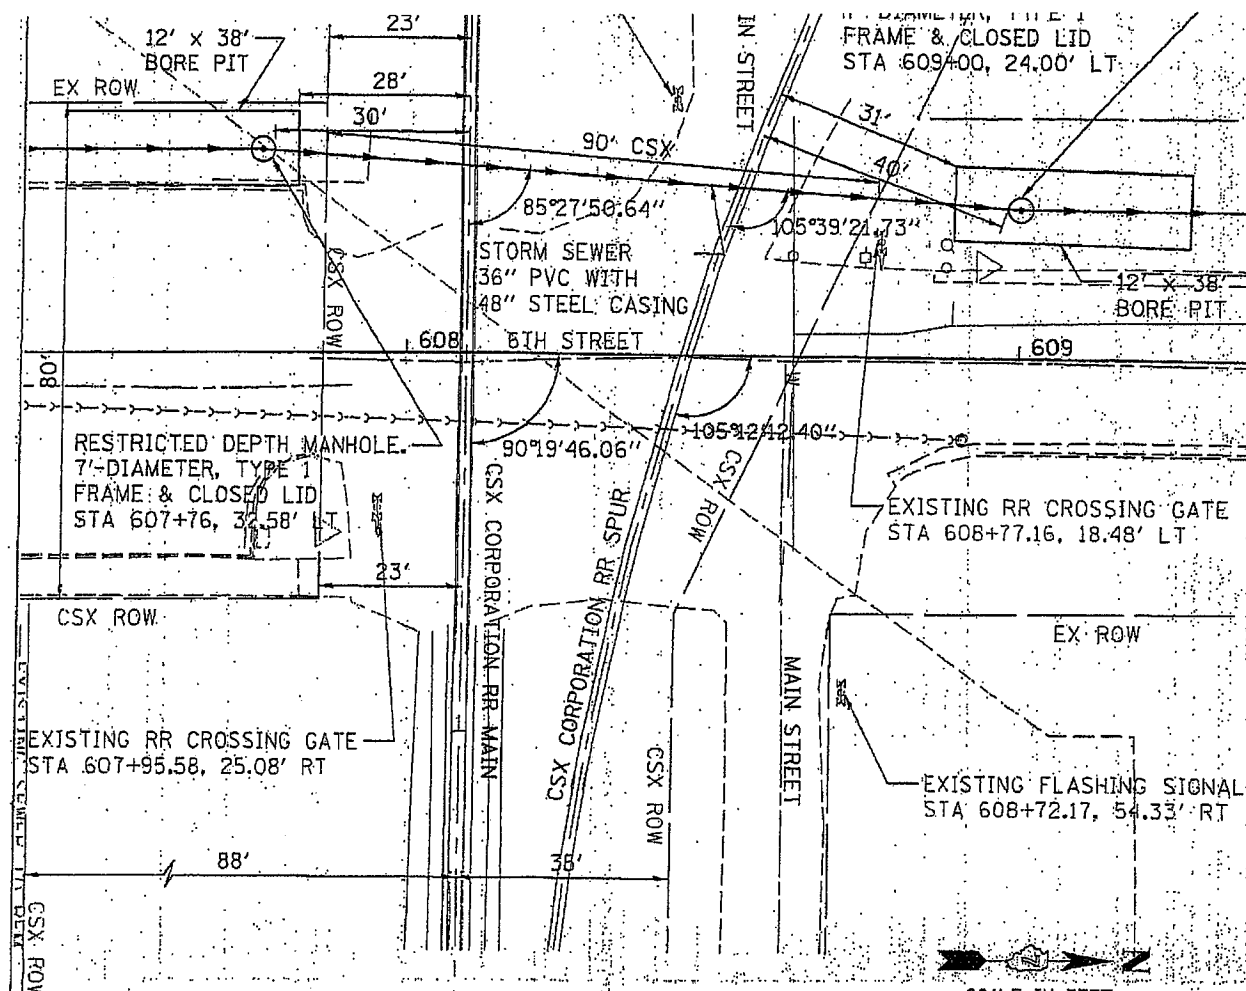 23'
12' x 38'
BORE PIT
IN STREET
DIAMETER, TYPE 1
FRAME & CLOSED LID
STA 609+00, 24.00' LT
EX ROW
28'
30'
31'
90' CSX
40'
85°27'50.64"
105°39'21.73"
CSX ROW
STORM SEWER
36" PVC WITH
48" STEEL CASING
12' x 38'
BORE PIT
608
6TH STREET
609
80'
RESTRICTED DEPTH MANHOLE.
7'-DIAMETER, TYPE 1
FRAME & CLOSED LID
STA 607+76, 32.58' LT
90°19'46.06"
105°12'12.40"
CSX ROW
CSX CORPORATION RR MAIN
CSX CORPORATION RR SPUR
EXISTING RR CROSSING GATE
STA 608+77.16, 18.48' LT
23'
CSX ROW
EX ROW
MAIN STREET
EXISTING RR CROSSING GATE
STA 607+95.58, 25.08' RT
CSX ROW
EXISTING FLASHING SIGNAL
STA 608+72.17, 54.33' RT
88'
38'
CSX ROW
N